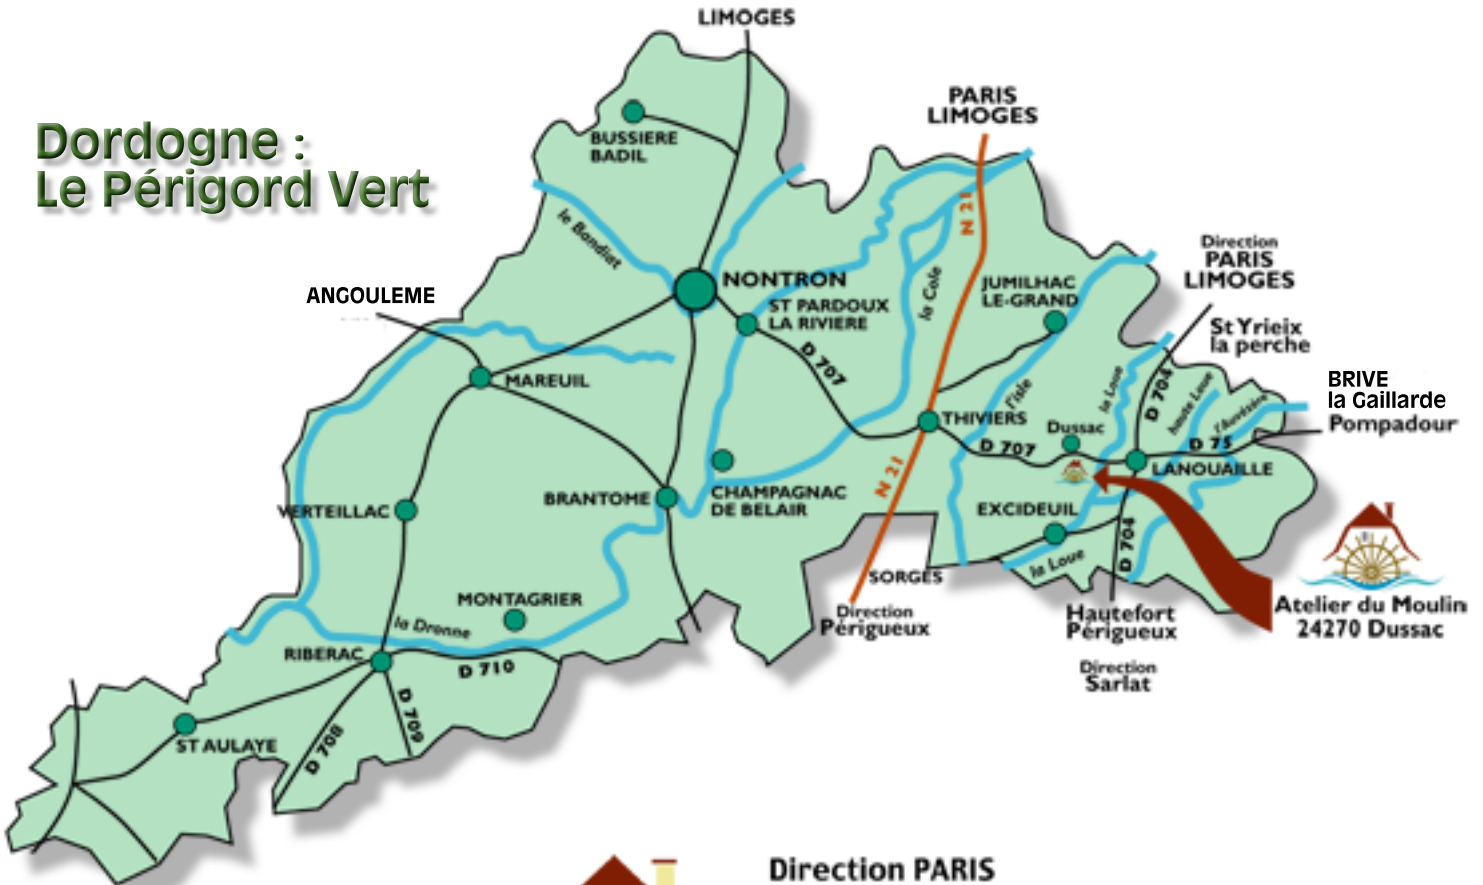 LIMOGES
PARIS
LIMOGES
Dordogne :
Le Périgord Vert
BUSSIERE
BADIL
le Bandiat
N 21
Direction
PARIS
LIMOGES
NONTRON
ANGOULEME
ST PARDOUX
LA RIVIERE
la Cole
JUMILHAC
LE-GRAND
St Yrieix
la perche
D 707
MAREUIL
l'isle
la Loue
D 704
haute Loue
l'Auvézère
BRIVE
la Gaillarde
Pompadour
THIVIERS
Dussac
D 707
D 75
LANOUAILLE
N 21
VERTEILLAC
BRANTOME
CHAMPAGNAC
DE BELAIR
EXCIDEUIL
D 704
la Loue
SORGES
MONTAGRIER
la Dronne
Direction
Périgueux
Hautefort
Périgueux
Atelier du Moulin
24270 Dussac
RIBERAC
D 710
Direction
Sarlat
D 709
D 708
ST AULAYE
Direction PARIS